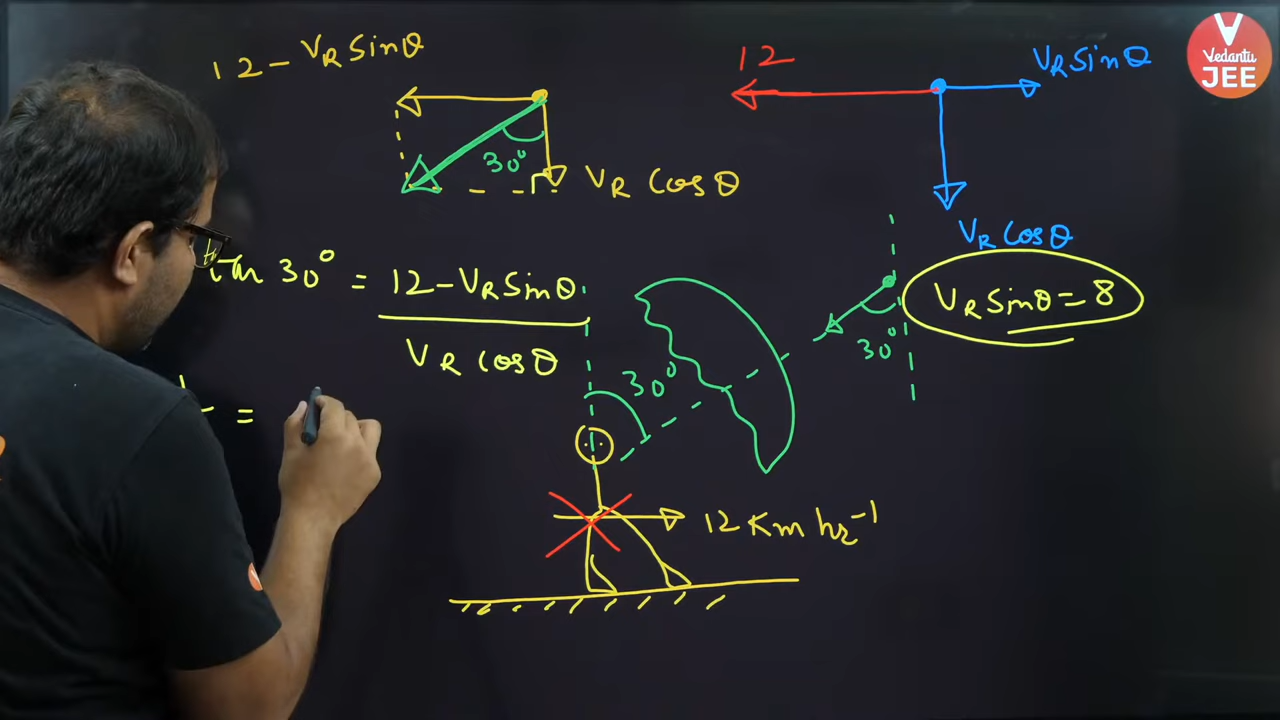 12 - VR Sinθ
30°
VR Cosθ
12
VR Sinθ
VR Cosθ
Vedantu
JEE
tan 30° = 12 - VR Sinθ
VR Cosθ
VR Sinθ = 8
30°
30°
=
12 Km hr⁻¹